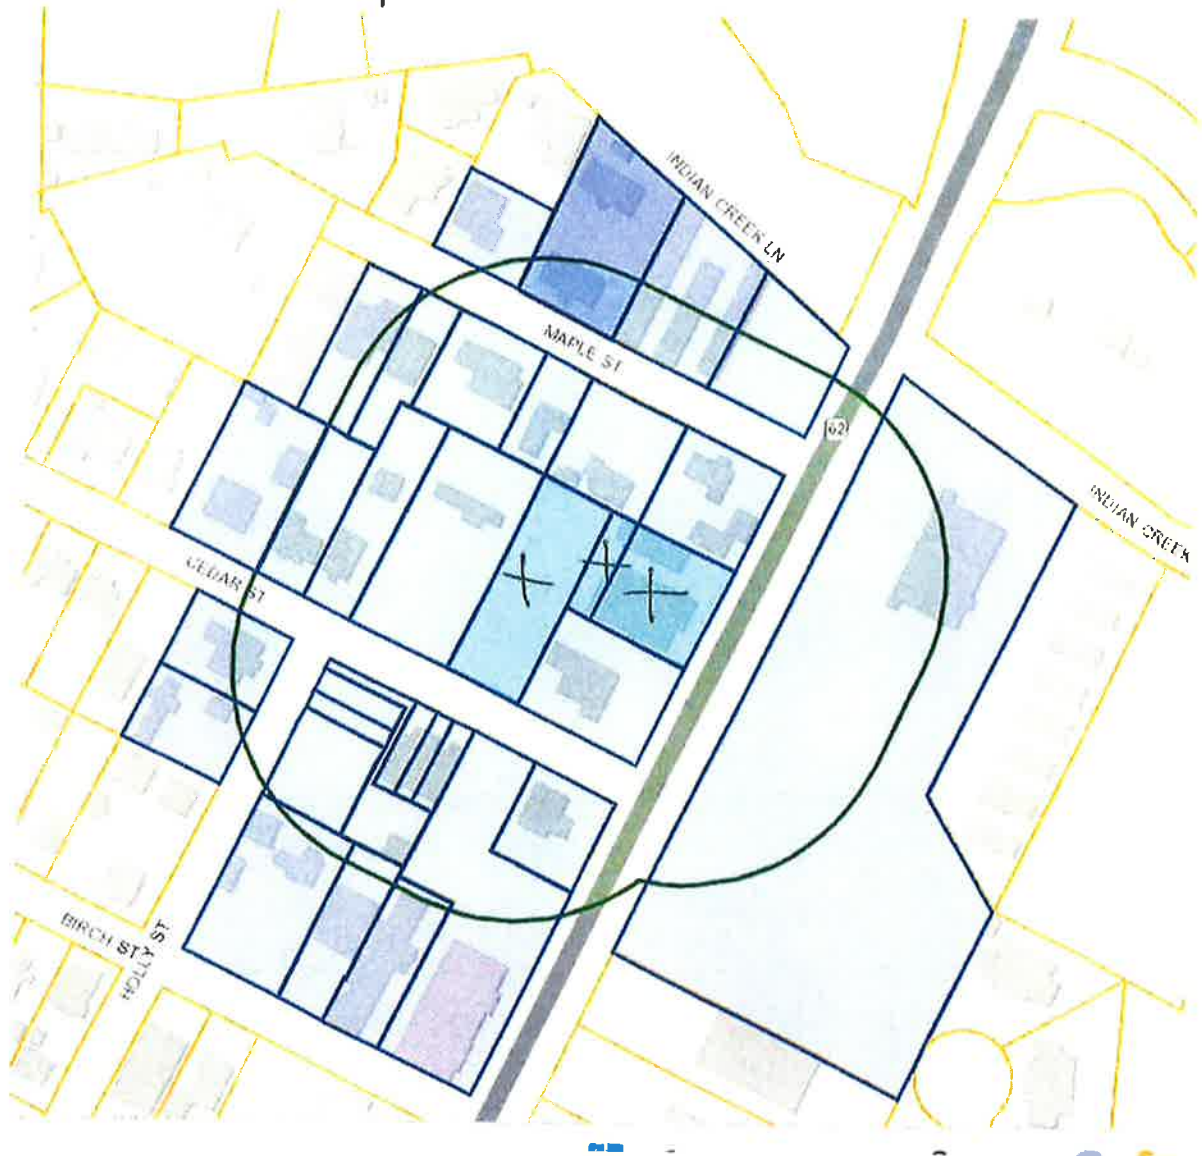 INDIAN CREEK LN
MAPLE ST
62
INDIAN CREEK
CEDAR ST
BIRCH ST
HOLLY ST